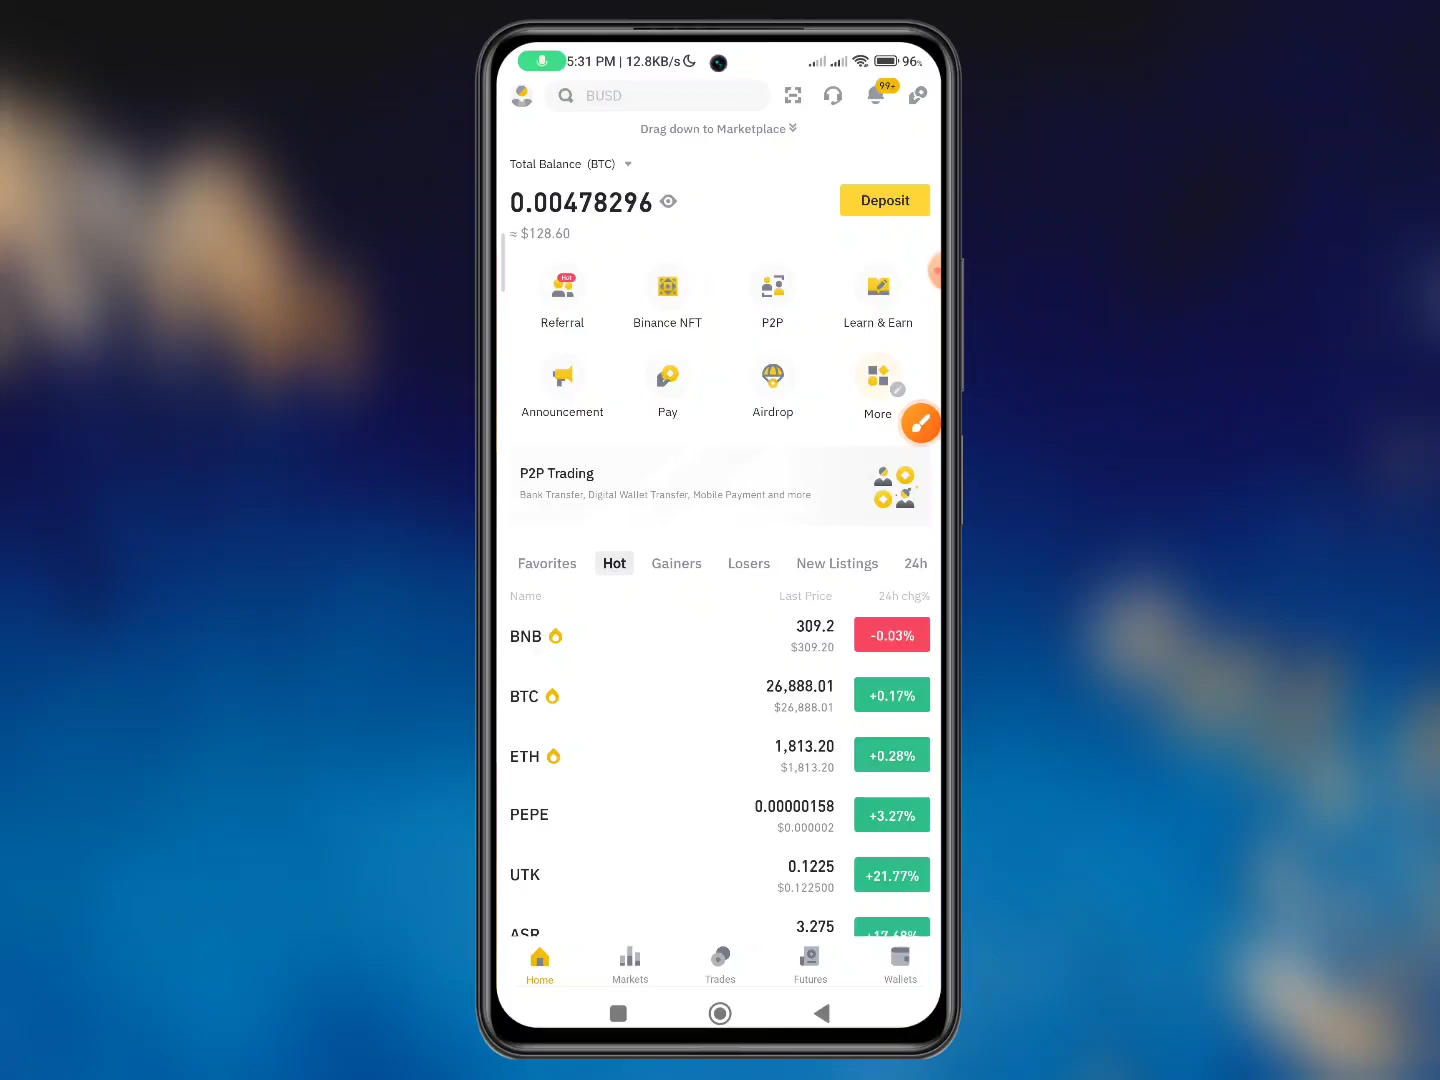 5:31 PM | 12.8KB/s
96%
BUSD
99+
Drag down to Marketplace
Total Balance (BTC)
0.00478296
Deposit
≈ $128.60
Hot
Referral
Binance NFT
P2P
Learn & Earn
Announcement
Pay
Airdrop
More
P2P Trading
Bank Transfer, Digital Wallet Transfer, Mobile Payment and more
Favorites Hot Gainers Losers New Listings 24h
Name Last Price 24h chg%
BNB 309.2 -0.03%
$309.20
BTC 26,888.01 +0.17%
$26,888.01
ETH 1,813.20 +0.28%
$1,813.20
PEPE 0.00000158 +3.27%
$0.000002
UTK 0.1225 +21.77%
$0.122500
ASR 3.275 +17.68%
Home Markets Trades Futures Wallets